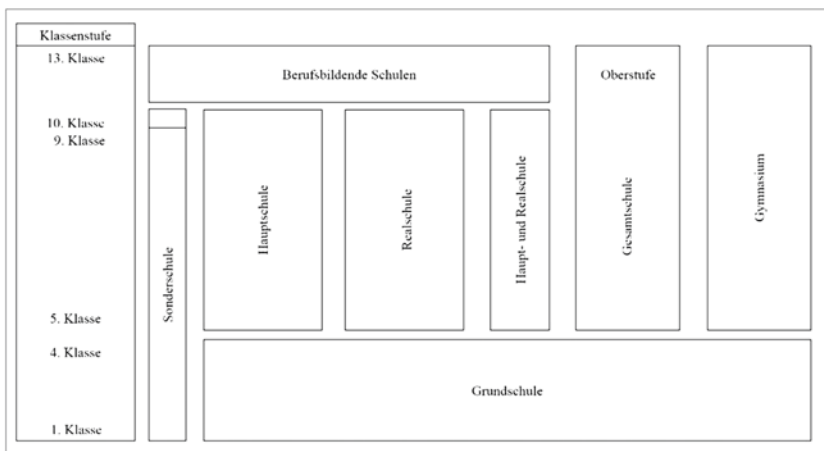 Klassenstufe
13. Klasse
Berufsbildende Schulen
Oberstufe
10. Klasse
9. Klasse
Sonderschule
Hauptschule
Realschule
Haupt- und Realschule
Gesamtschule
Gymnasium
5. Klasse
4. Klasse
Grundschule
1. Klasse